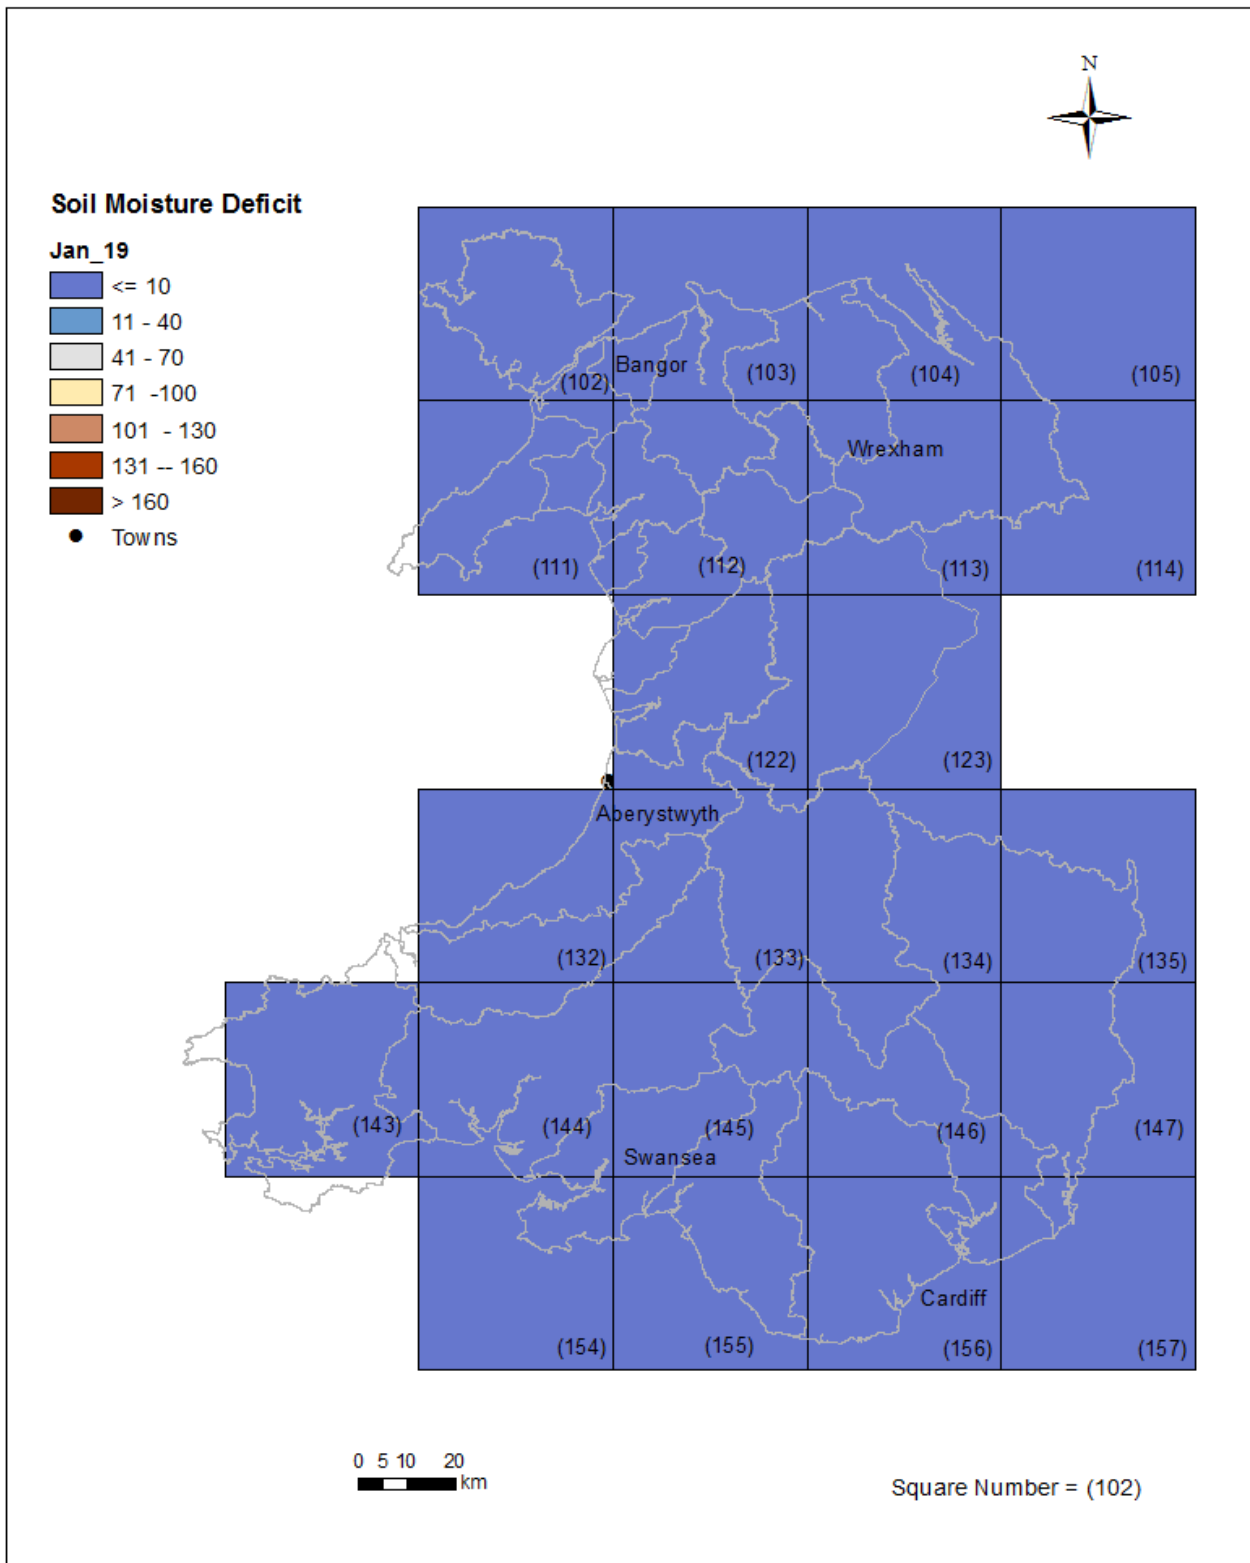 N
Soil Moisture Deficit
Jan_19
<= 10
11 - 40
41 - 70
71 -100
101 - 130
131 -- 160
> 160
Towns
Bangor
(102)
(103)
(104)
(105)
Wrexham
(111)
(112)
(113)
(114)
(122)
(123)
Aberystwyth
(132)
(133)
(134)
(135)
(143)
(144)
(145)
(146)
(147)
Swansea
Cardiff
(154)
(155)
(156)
(157)
0 5 10 20
km
Square Number = (102)